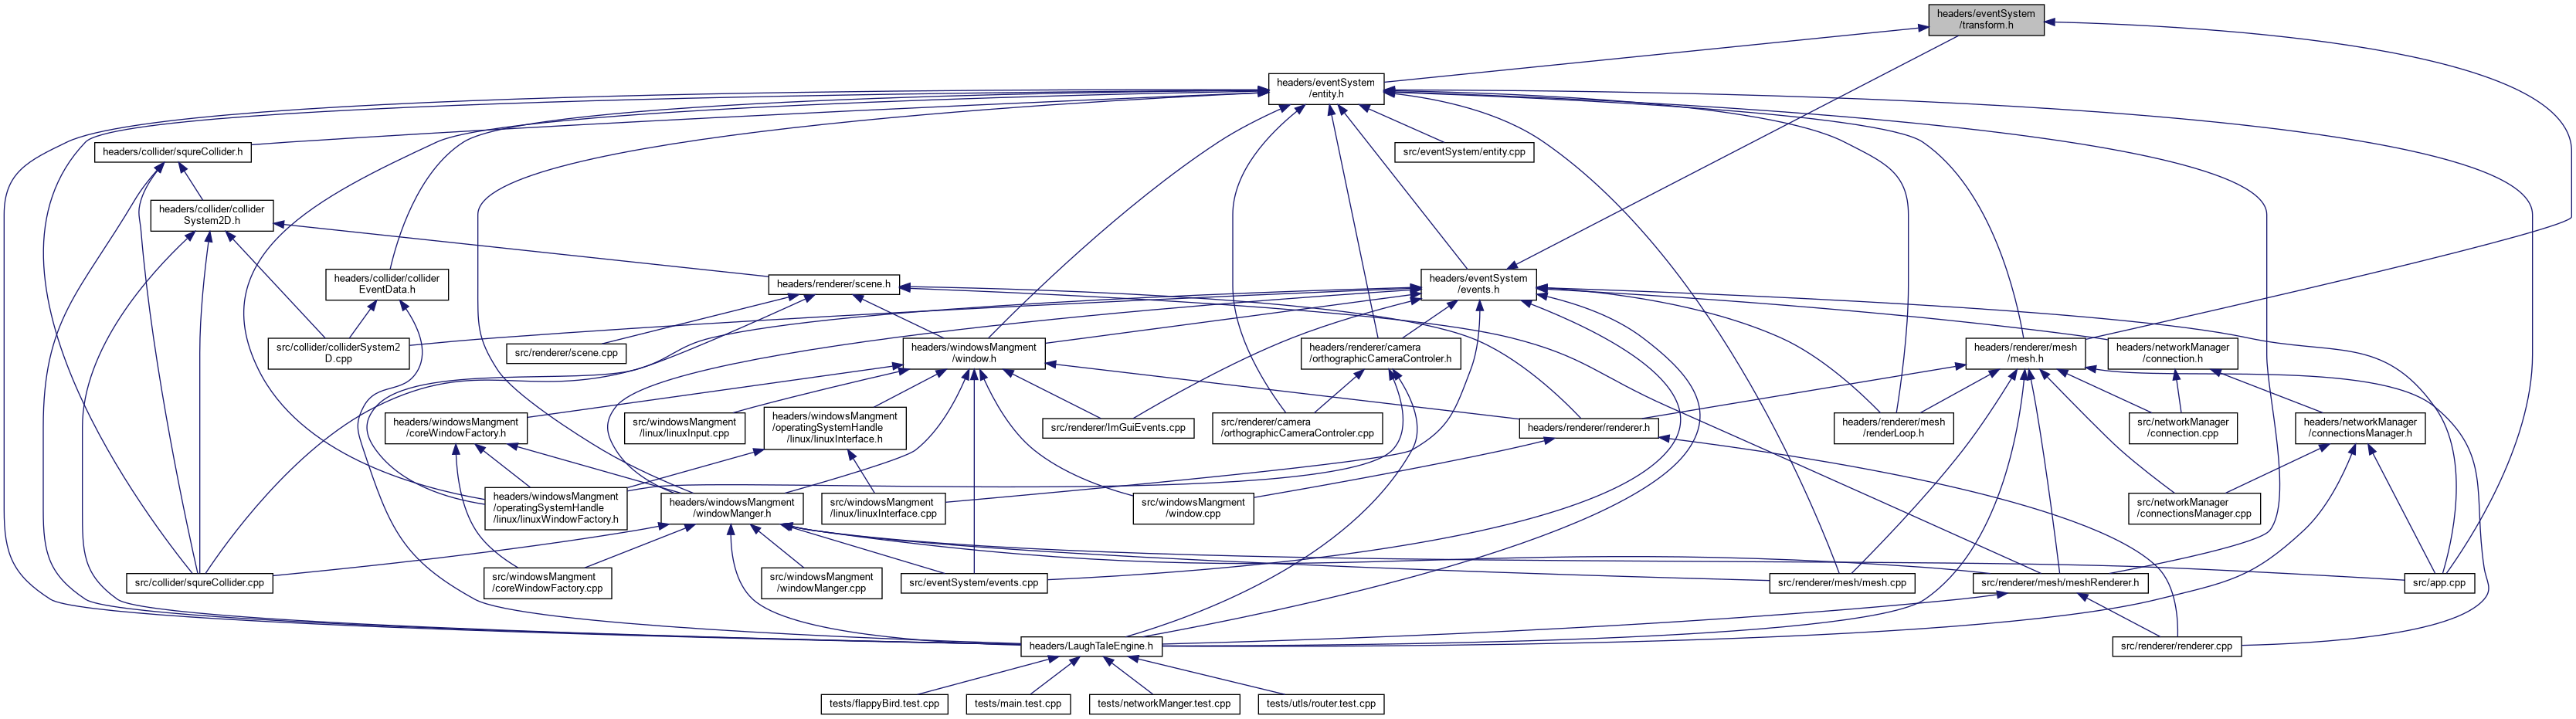 headers/eventSystem
/transform.h
headers/eventSystem
/entity.h
headers/collider/squreCollider.h
src/eventSystem/entity.cpp
headers/collider/collider
System2D.h
headers/collider/collider
EventData.h
headers/renderer/scene.h
headers/eventSystem
/events.h
src/collider/colliderSystem2
D.cpp
src/renderer/scene.cpp
headers/windowsMangment
/window.h
headers/renderer/camera
/orthographicCameraControler.h
headers/renderer/mesh
/mesh.h
headers/networkManager
/connection.h
headers/windowsMangment
/coreWindowFactory.h
src/windowsMangment
/linux/linuxInput.cpp
headers/windowsMangment
/operatingSystemHandle
/linux/linuxInterface.h
src/renderer/ImGuiEvents.cpp
src/renderer/camera
/orthographicCameraControler.cpp
headers/renderer/renderer.h
headers/renderer/mesh
/renderLoop.h
src/networkManager
/connection.cpp
headers/networkManager
/connectionsManager.h
headers/windowsMangment
/operatingSystemHandle
/linux/linuxWindowFactory.h
headers/windowsMangment
/windowManger.h
src/windowsMangment
/linux/linuxInterface.cpp
src/windowsMangment
/window.cpp
src/networkManager
/connectionsManager.cpp
src/collider/squreCollider.cpp
src/windowsMangment
/coreWindowFactory.cpp
src/windowsMangment
/windowManger.cpp
src/eventSystem/events.cpp
src/renderer/mesh/mesh.cpp
src/renderer/mesh/meshRenderer.h
src/app.cpp
headers/LaughTaleEngine.h
src/renderer/renderer.cpp
tests/flappyBird.test.cpp
tests/main.test.cpp
tests/networkManger.test.cpp
tests/utls/router.test.cpp